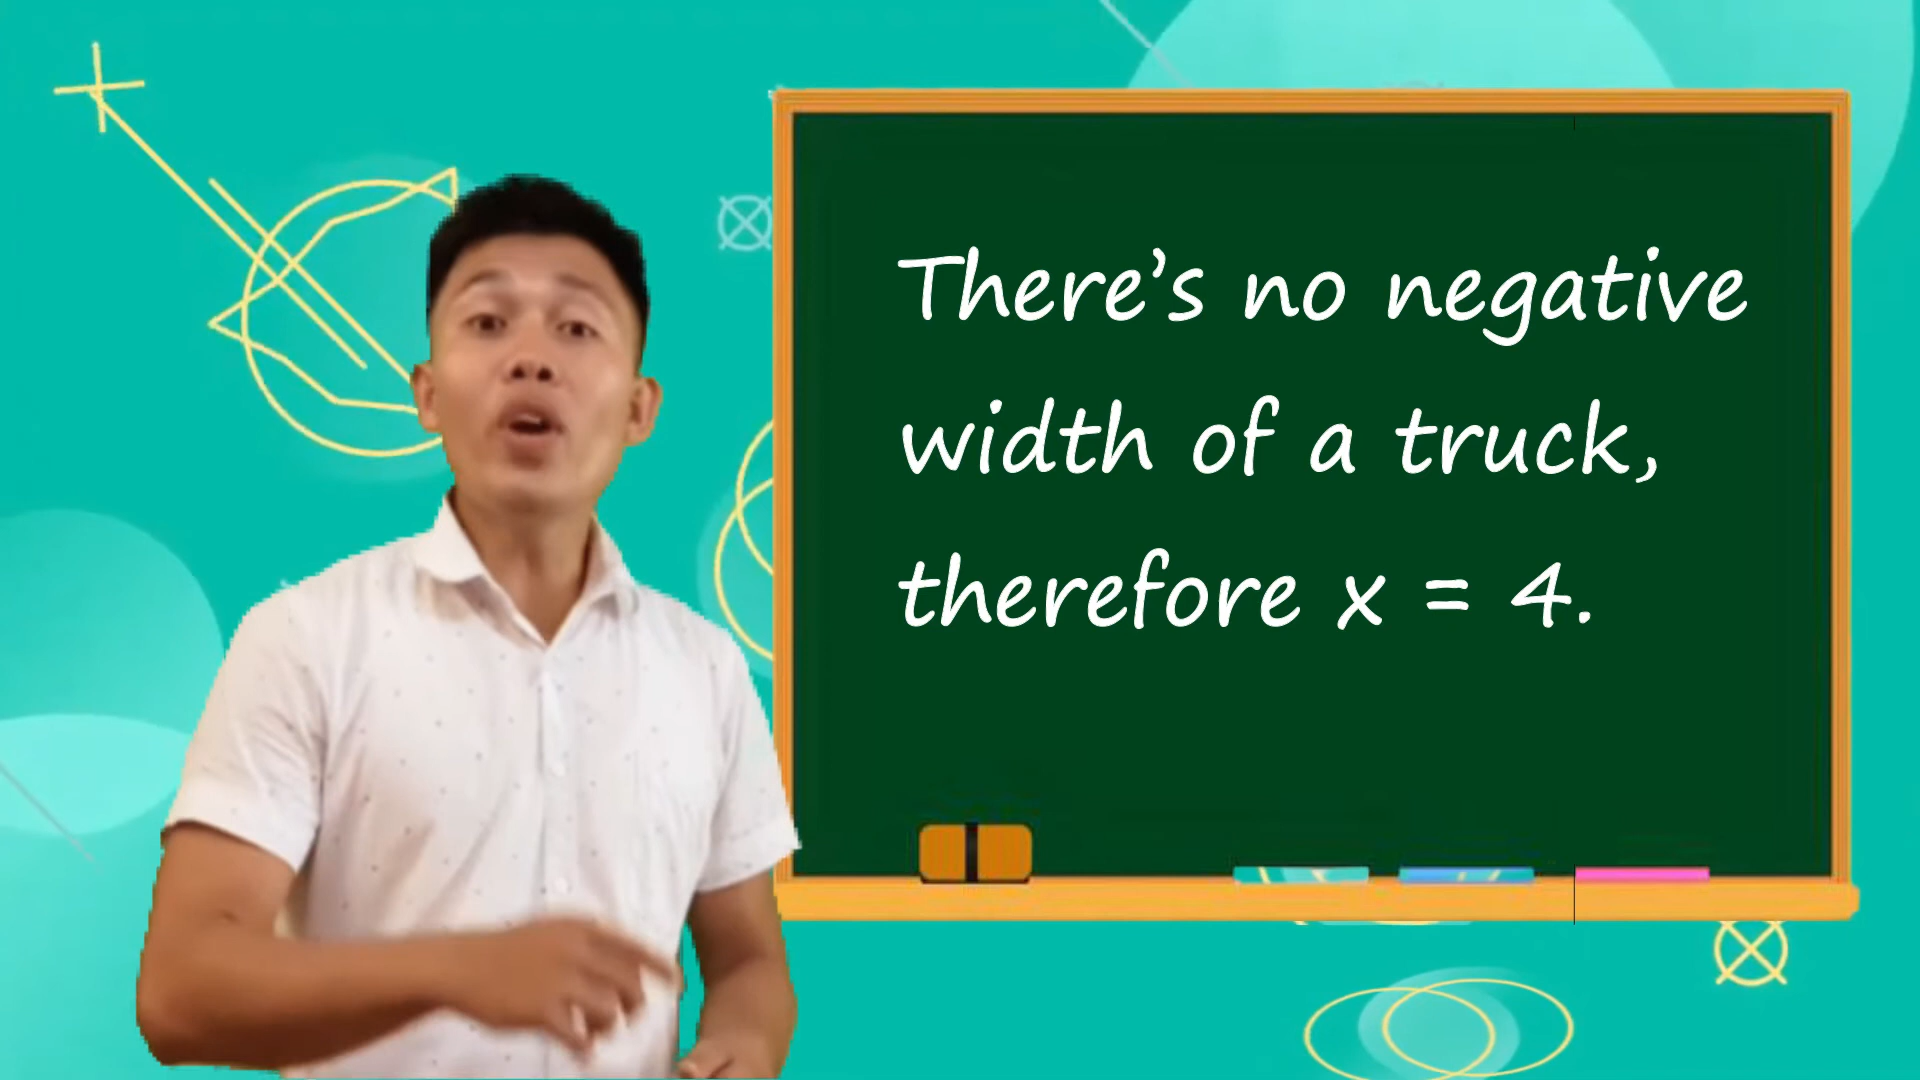 There’s no negative
width of a truck,
therefore x = 4.